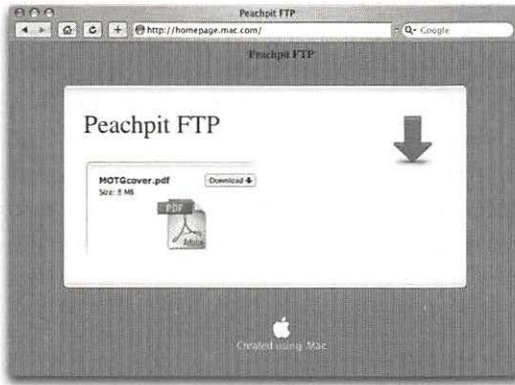 Peachpit FTP
http://homepage.mac.com/
Google
Peachpit FTP
Peachpit FTP
MOTGcover.pdf
Download
Size: 8 MB
PDF
Adobe
Created using .Mac